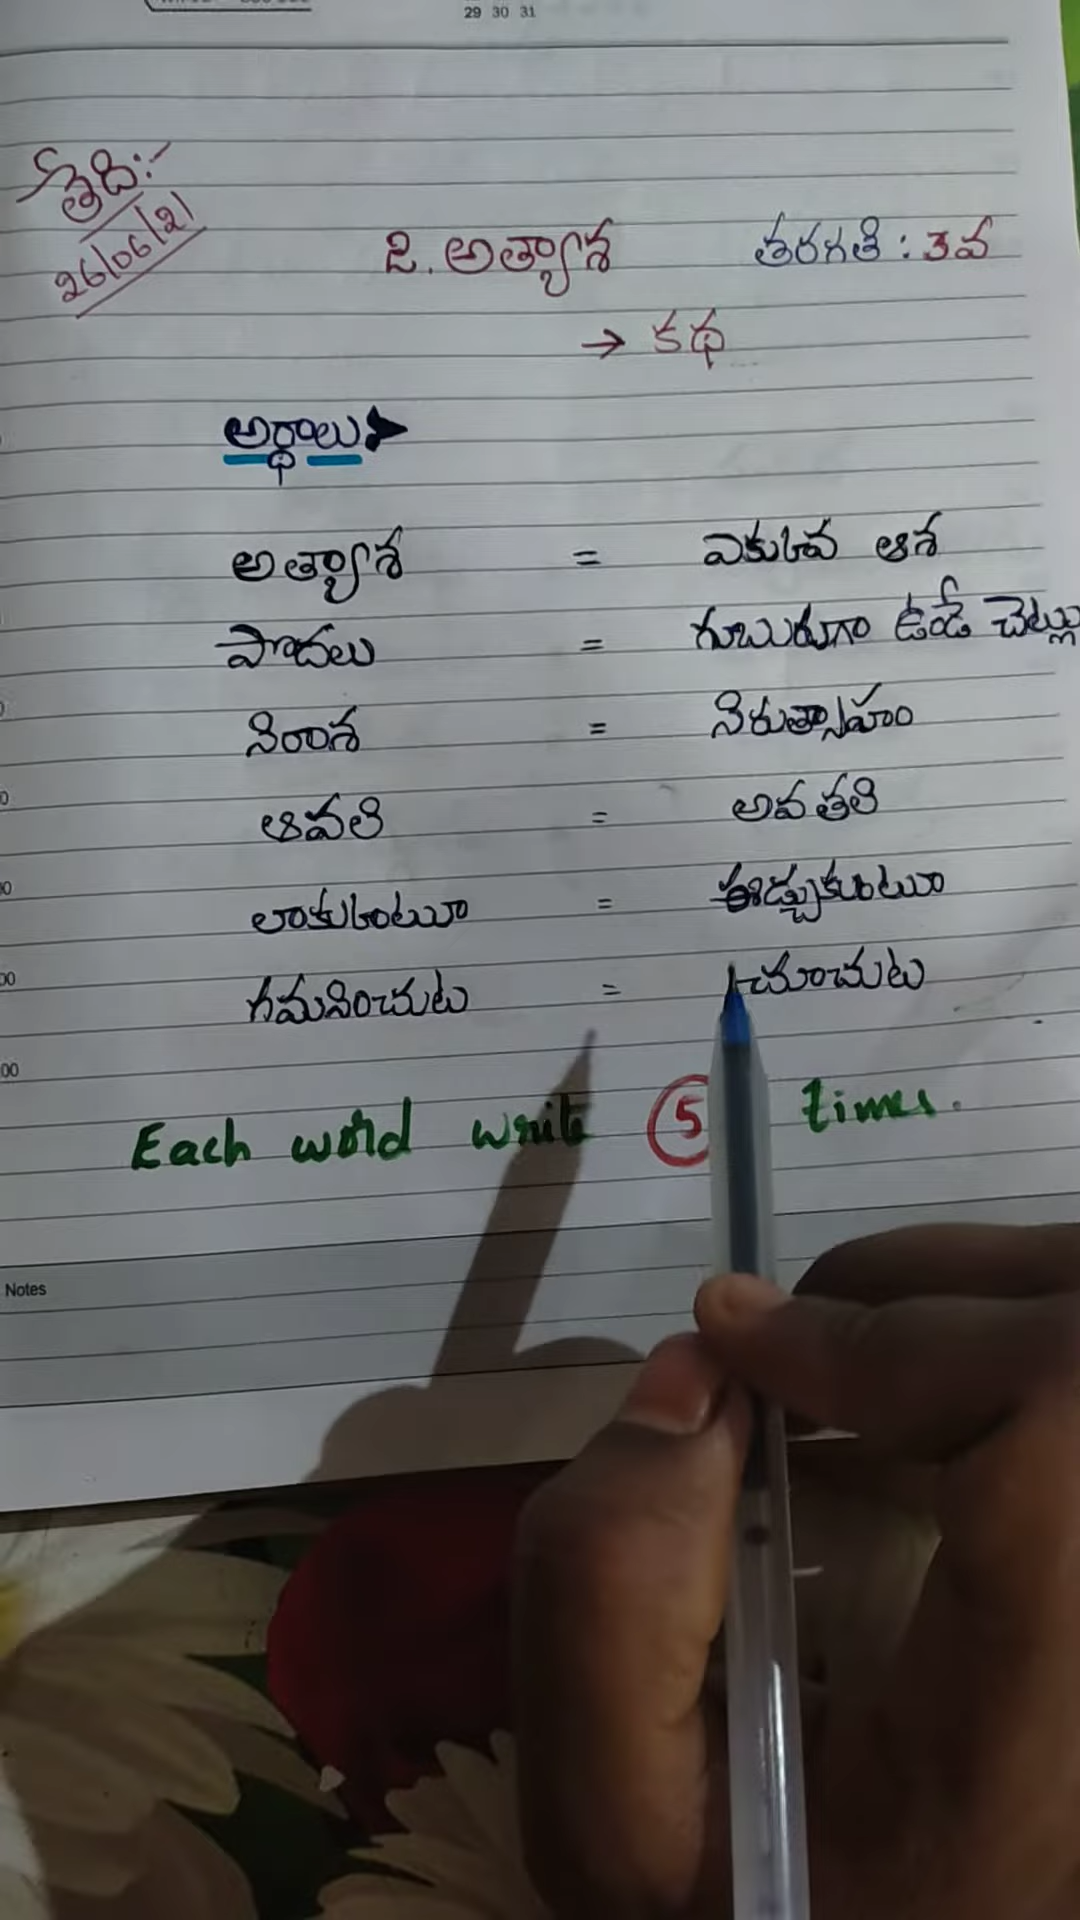 29 30 31
తేది:-
26/06/21
2. అత్యాశ తరగతి : 3వ
→ కథ
అర్థాలు➤
అత్యాశ = ఎకుకవ ఆశ
పొదలు = గుబురుగా ఉండే చెట్లు
నిరాశ = నిరుత్సాహం
ఆవలి = అవతలి
లాకుంటూ = ఈడ్చుకుంటూ
గమనించుట = చూచుట
Each word write 5 times.
Notes